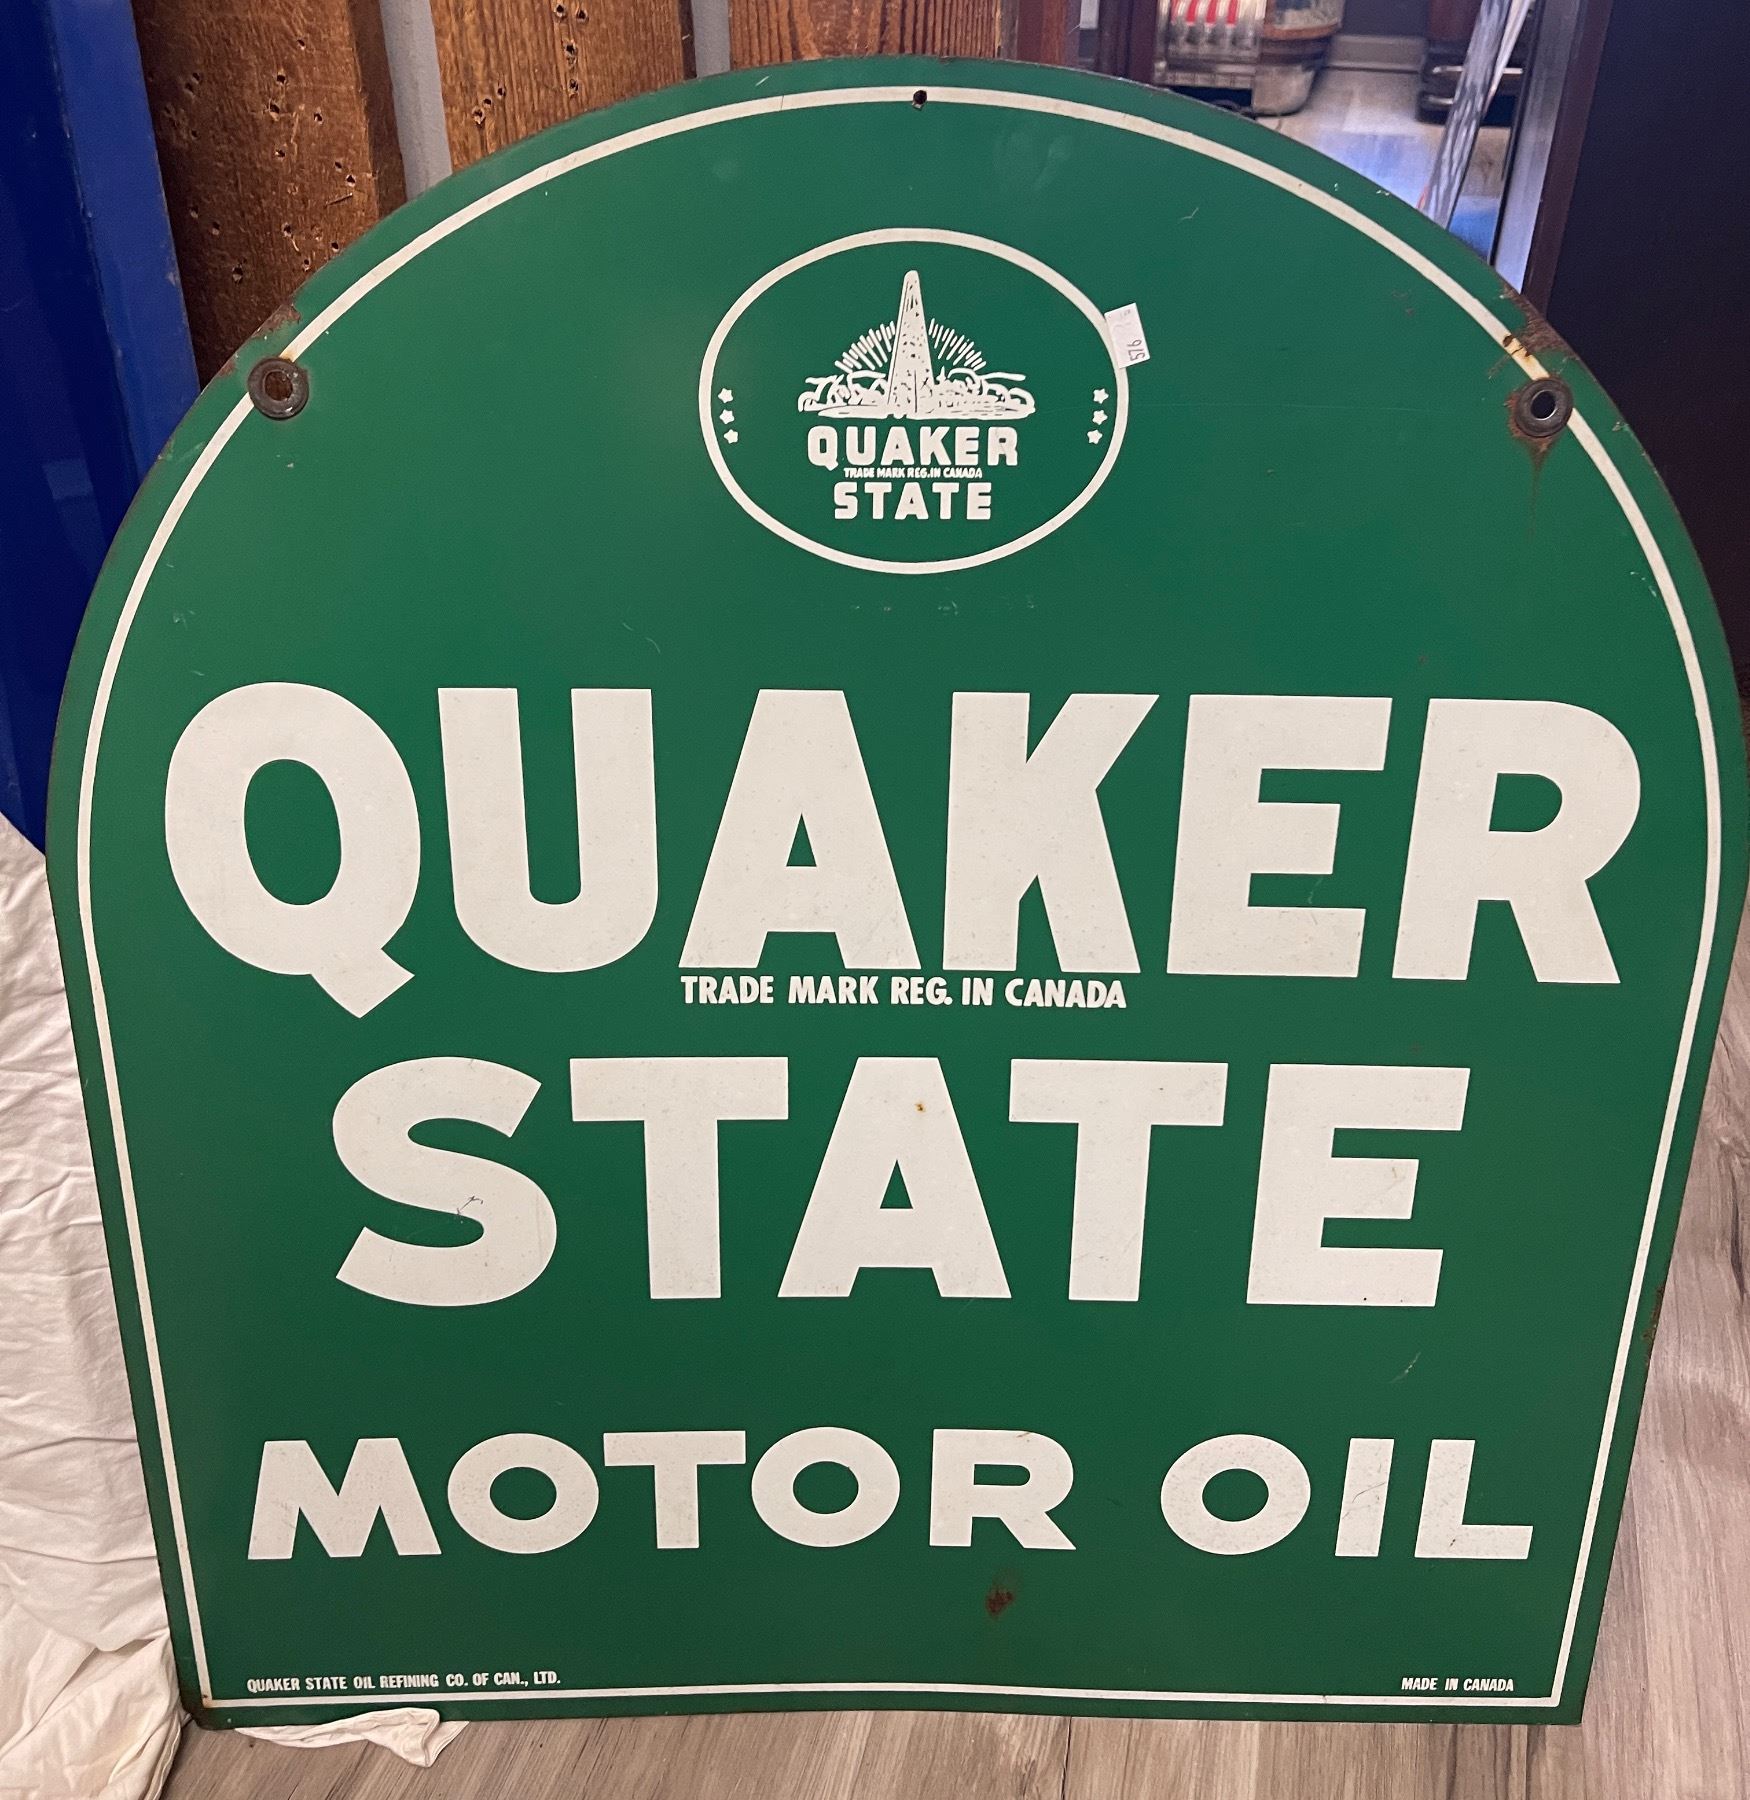 QUAKER
TRADE MARK REG. IN CANADA
STATE
576
QUAKER
TRADE MARK REG. IN CANADA
STATE
MOTOR OIL
QUAKER STATE OIL REFINING CO. OF CAN., LTD.
MADE IN CANADA